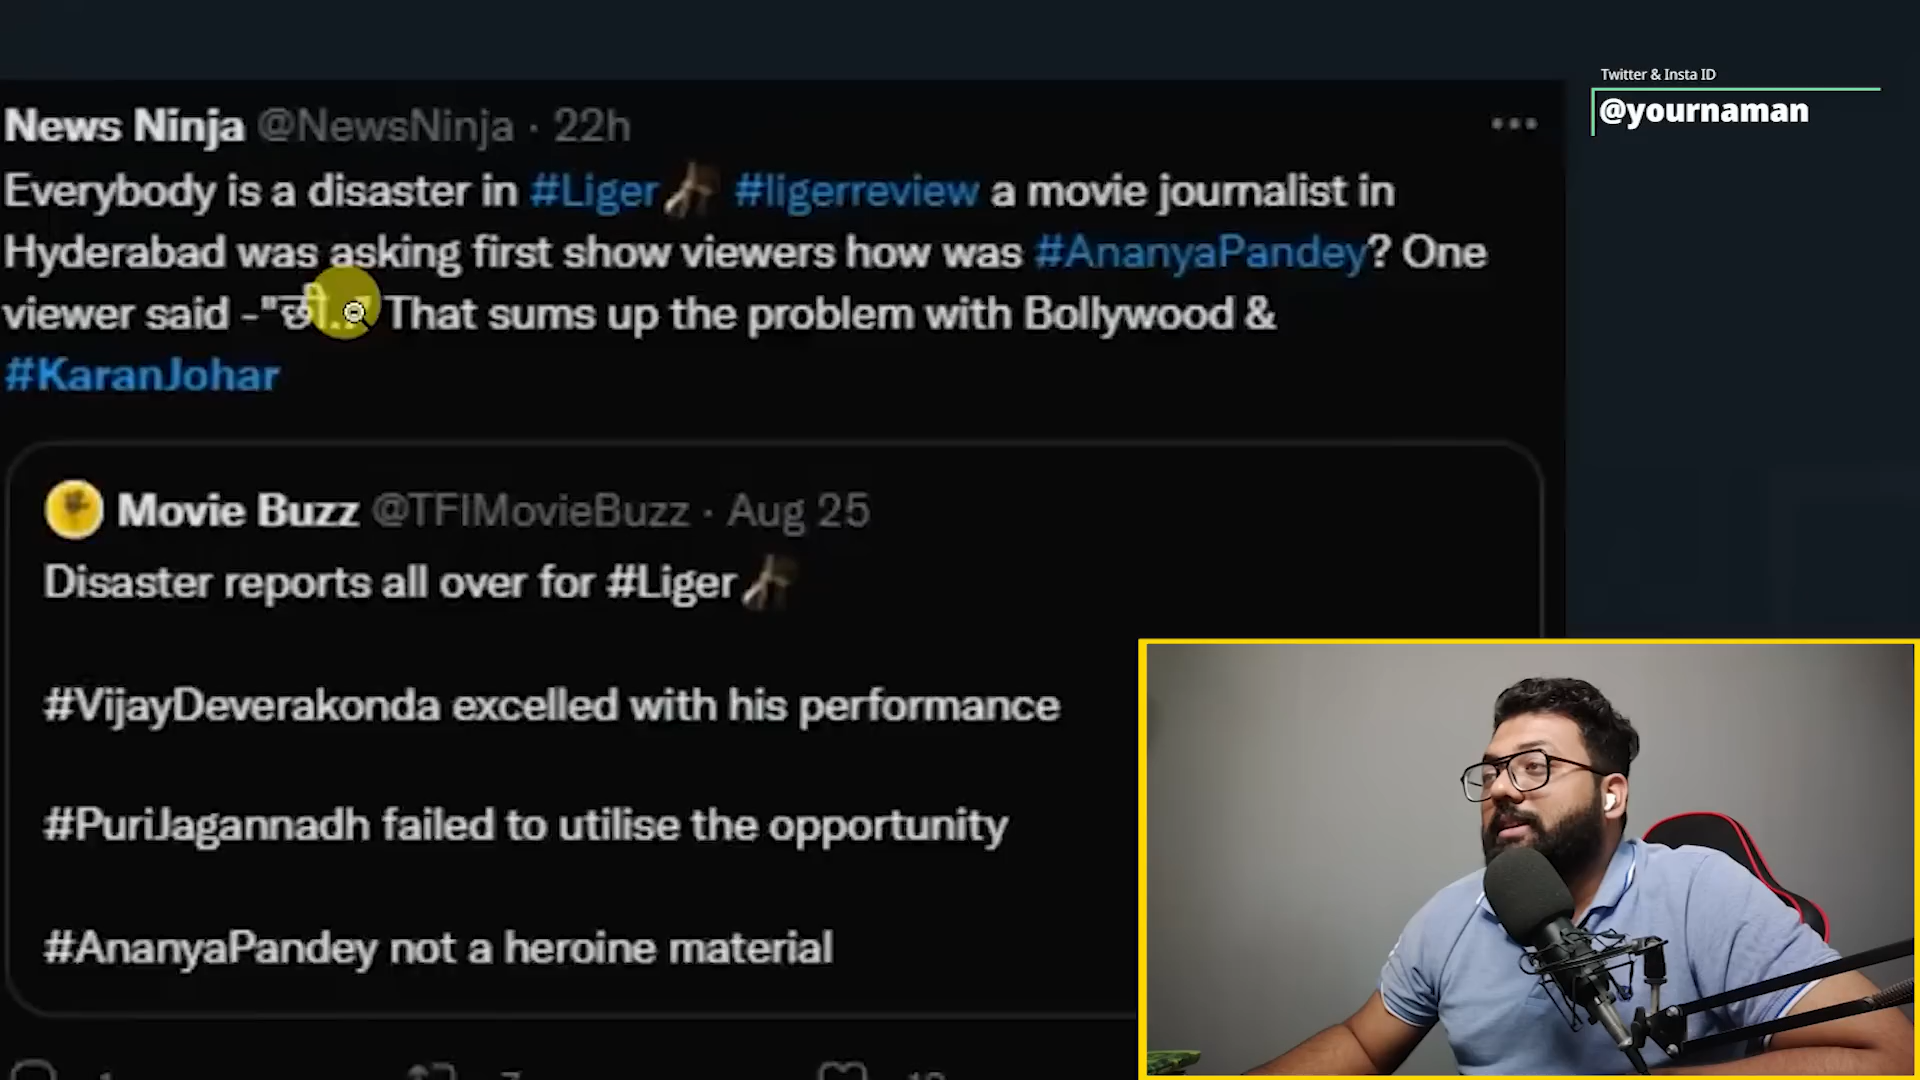 Twitter & Insta ID
@yournaman
News Ninja @NewsNinja · 22h
Everybody is a disaster in #Liger #ligerreview a movie journalist in
Hyderabad was asking first show viewers how was #AnanyaPandey? One
viewer said -"छी.." That sums up the problem with Bollywood &
#KaranJohar
Movie Buzz @TFIMovieBuzz · Aug 25
Disaster reports all over for #Liger
#VijayDeverakonda excelled with his performance
#PuriJagannadh failed to utilise the opportunity
#AnanyaPandey not a heroine material